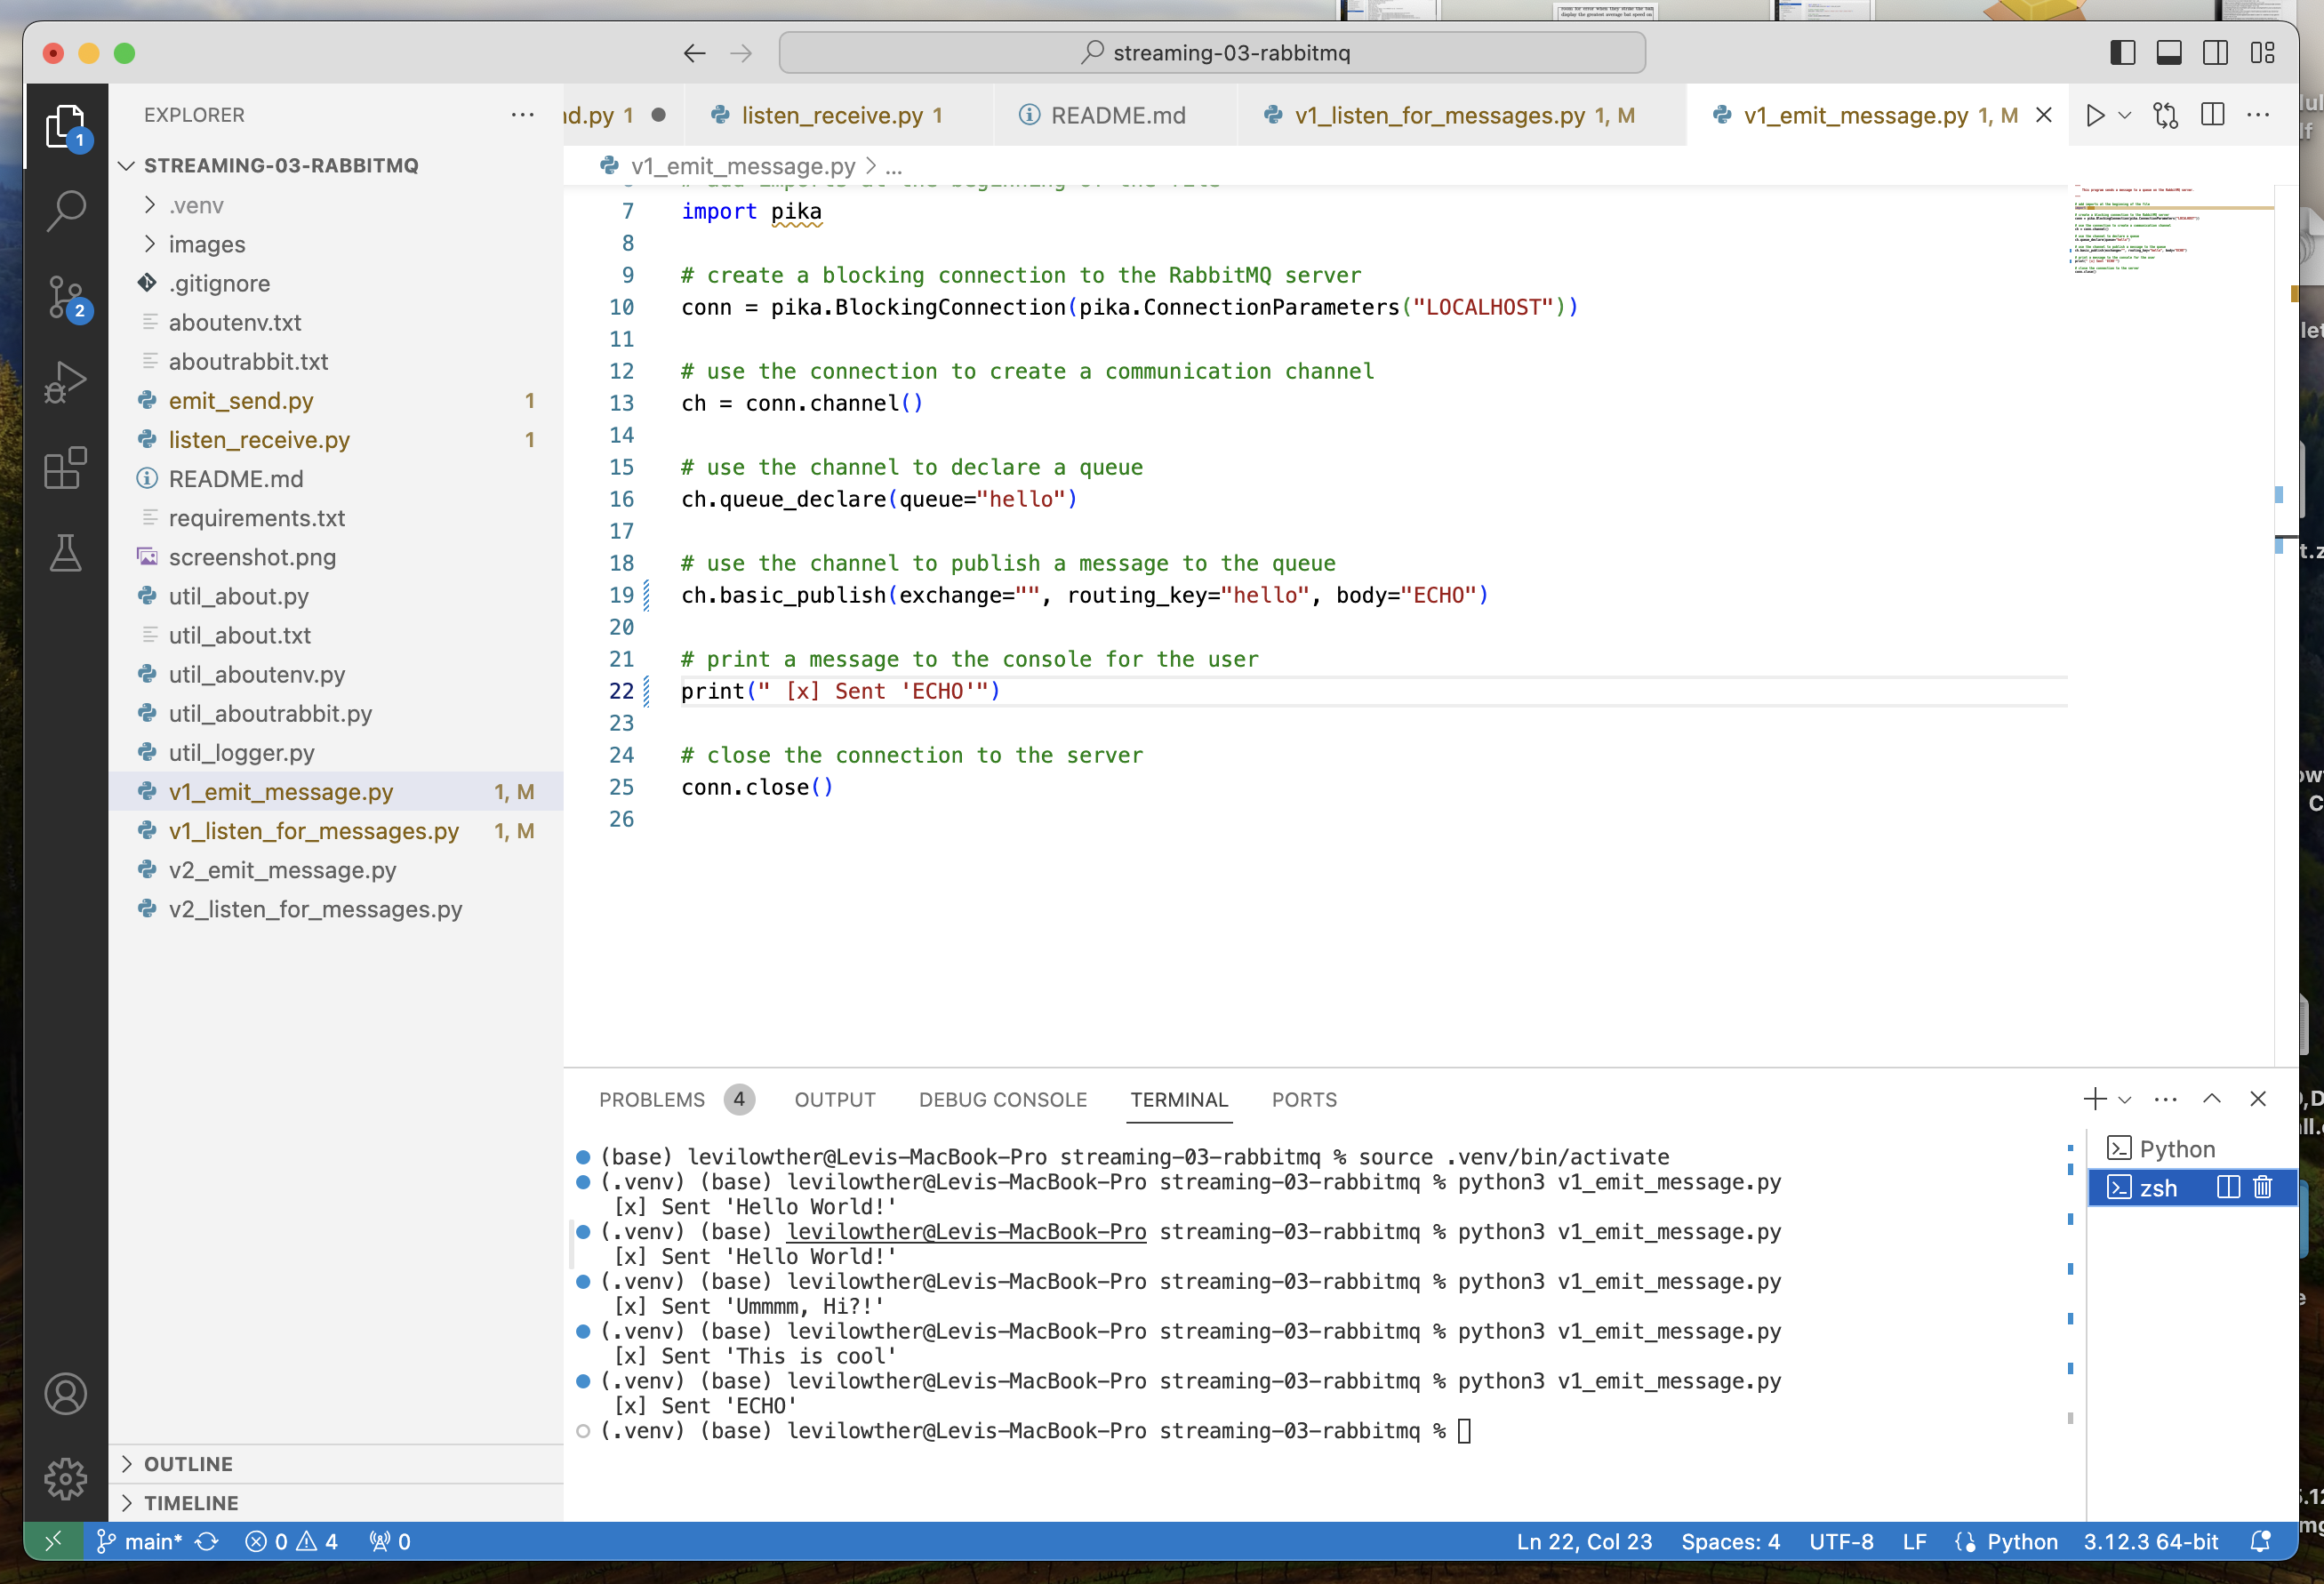 streaming-03-rabbitmq
EXPLORER
nd.py 1
listen_receive.py 1
README.md
v1_listen_for_messages.py 1, M
v1_emit_message.py 1, M
v1_emit_message.py > ...
1
2
STREAMING-03-RABBITMQ
.venv
images
.gitignore
aboutenv.txt
aboutrabbit.txt
emit_send.py 1
listen_receive.py 1
README.md
requirements.txt
screenshot.png
util_about.py
util_about.txt
util_aboutenv.py
util_aboutrabbit.py
util_logger.py
v1_emit_message.py 1, M
v1_listen_for_messages.py 1, M
v2_emit_message.py
v2_listen_for_messages.py
OUTLINE
TIMELINE
# add imports at the beginning of the file
7 import pika
8
9 # create a blocking connection to the RabbitMQ server
10 conn = pika.BlockingConnection(pika.ConnectionParameters("LOCALHOST"))
11
12 # use the connection to create a communication channel
13 ch = conn.channel()
14
15 # use the channel to declare a queue
16 ch.queue_declare(queue="hello")
17
18 # use the channel to publish a message to the queue
19 ch.basic_publish(exchange="", routing_key="hello", body="ECHO")
20
21 # print a message to the console for the user
22 print(" [x] Sent 'ECHO'")
23
24 # close the connection to the server
25 conn.close()
26
PROBLEMS 4 OUTPUT DEBUG CONSOLE TERMINAL PORTS
(base) levilowther@Levis-MacBook-Pro streaming-03-rabbitmq % source .venv/bin/activate
(.venv) (base) levilowther@Levis-MacBook-Pro streaming-03-rabbitmq % python3 v1_emit_message.py
[x] Sent 'Hello World!'
(.venv) (base) levilowther@Levis-MacBook-Pro streaming-03-rabbitmq % python3 v1_emit_message.py
[x] Sent 'Hello World!'
(.venv) (base) levilowther@Levis-MacBook-Pro streaming-03-rabbitmq % python3 v1_emit_message.py
[x] Sent 'Ummmm, Hi?!'
(.venv) (base) levilowther@Levis-MacBook-Pro streaming-03-rabbitmq % python3 v1_emit_message.py
[x] Sent 'This is cool'
(.venv) (base) levilowther@Levis-MacBook-Pro streaming-03-rabbitmq % python3 v1_emit_message.py
[x] Sent 'ECHO'
(.venv) (base) levilowther@Levis-MacBook-Pro streaming-03-rabbitmq %
Python
zsh
main* 0 4 0
Ln 22, Col 23 Spaces: 4 UTF-8 LF Python 3.12.3 64-bit